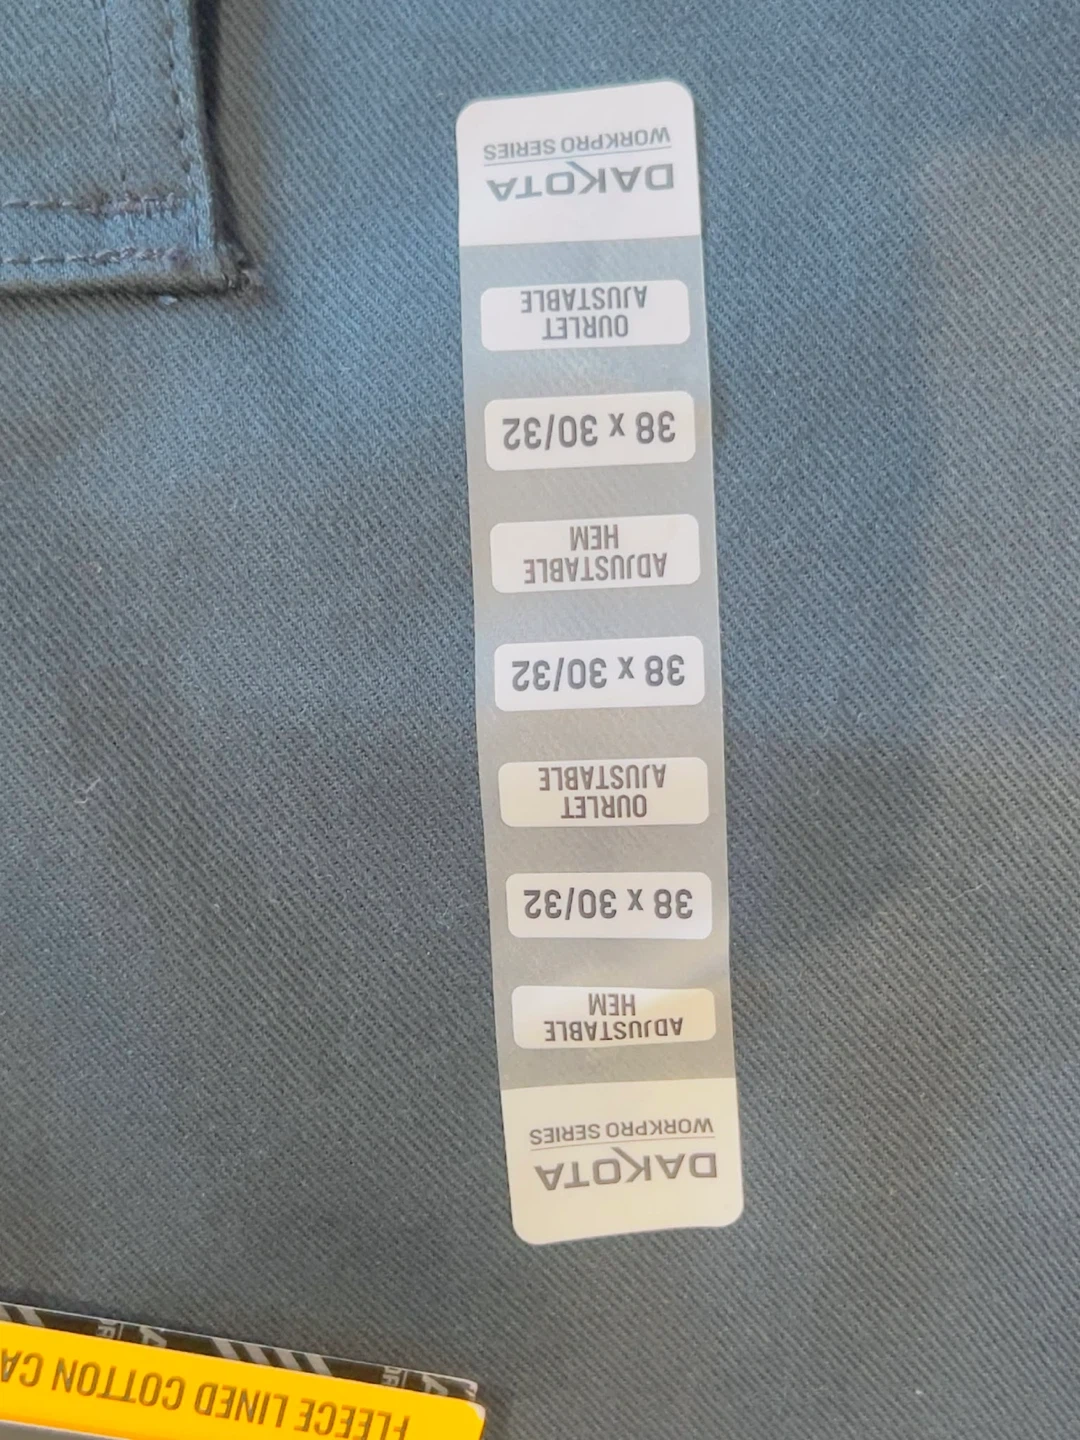 FLEECE LINED COTTON
DAKOTA
WORKPRO SERIES
ADJUSTABLE
HEM
38 x 30/32
OURLET
AJUSTABLE
38 x 30/32
ADJUSTABLE
HEM
38 x 30/32
OURLET
AJUSTABLE
DAKOTA
WORKPRO SERIES